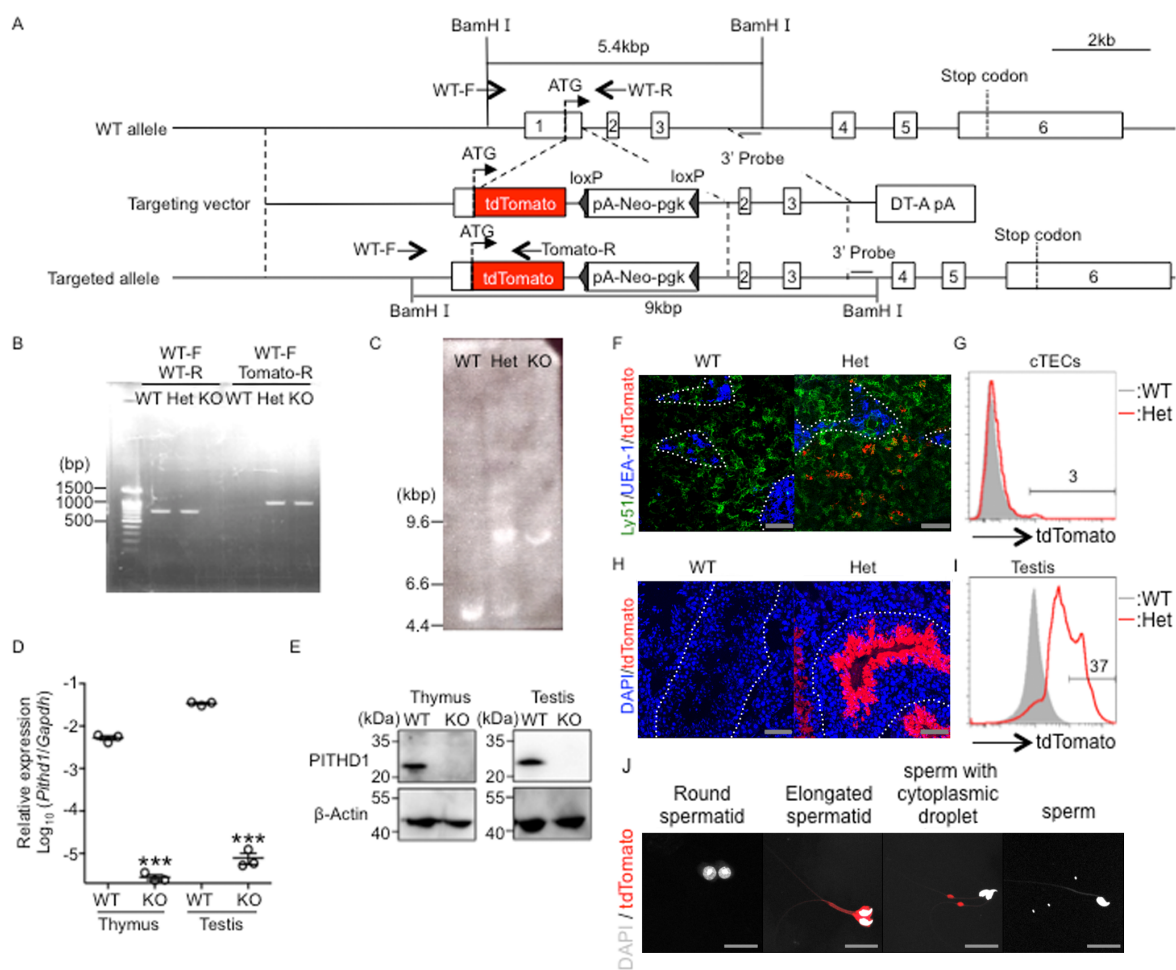 A
BamH I
BamH I
5.4kbp
2kb
WT-F
ATG
WT-R
Stop codon
WT allele
1
2
3
4
5
6
3' Probe
ATG
loxP
loxP
Targeting vector
tdTomato
pA-Neo-pgk
2
3
DT-A pA
WT-F
ATG
Tomato-R
3' Probe
Stop codon
Targeted allele
tdTomato
pA-Neo-pgk
2
3
4
5
6
BamH I
9kbp
BamH I
B
WT-F
WT-R
WT-F
Tomato-R
WT Het KO
WT Het KO
(bp)
1500
1000
500
C
WT Het KO
(kbp)
9.6
6.6
4.4
D
Relative expression
Log10 (Pithd1/Gapdh)
-1
-2
-3
-4
-5
***
***
WT KO WT KO
Thymus Testis
E
Thymus
Testis
(kDa) WT KO
(kDa) WT KO
PITHD1
35
20
35
20
β-Actin
55
40
55
40
F
WT
Het
Ly51/UEA-1/tdTomato
G
cTECs
:WT
:Het
3
tdTomato
H
WT
Het
DAPI/tdTomato
I
Testis
:WT
:Het
37
tdTomato
J
Round
spermatid
Elongated
spermatid
sperm with
cytoplasmic
droplet
sperm
DAPI / tdTomato